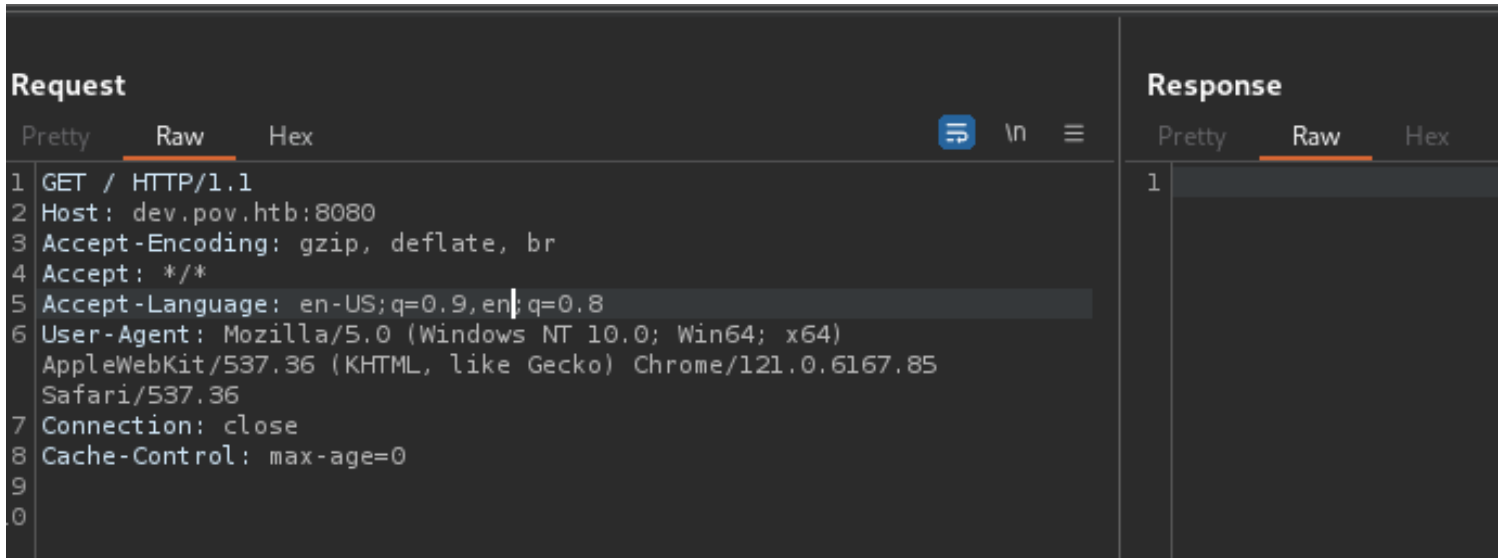 Request
Pretty Raw Hex \n
1 GET / HTTP/1.1
2 Host: dev.pov.htb:8080
3 Accept-Encoding: gzip, deflate, br
4 Accept: */*
5 Accept-Language: en-US;q=0.9,en;q=0.8
6 User-Agent: Mozilla/5.0 (Windows NT 10.0; Win64; x64)
AppleWebKit/537.36 (KHTML, like Gecko) Chrome/121.0.6167.85
Safari/537.36
7 Connection: close
8 Cache-Control: max-age=0
9
10
Response
Pretty Raw Hex
1